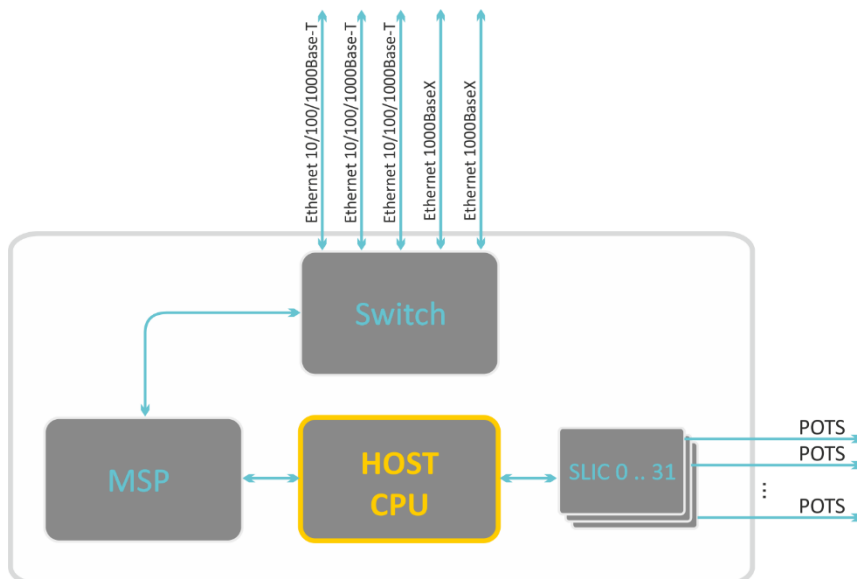 Ethernet 10/100/1000Base-T
Ethernet 10/100/1000Base-T
Ethernet 10/100/1000Base-T
Ethernet 1000BaseX
Ethernet 1000BaseX
Switch
MSP
HOST
CPU
SLIC 0 .. 31
POTS
POTS
...
POTS